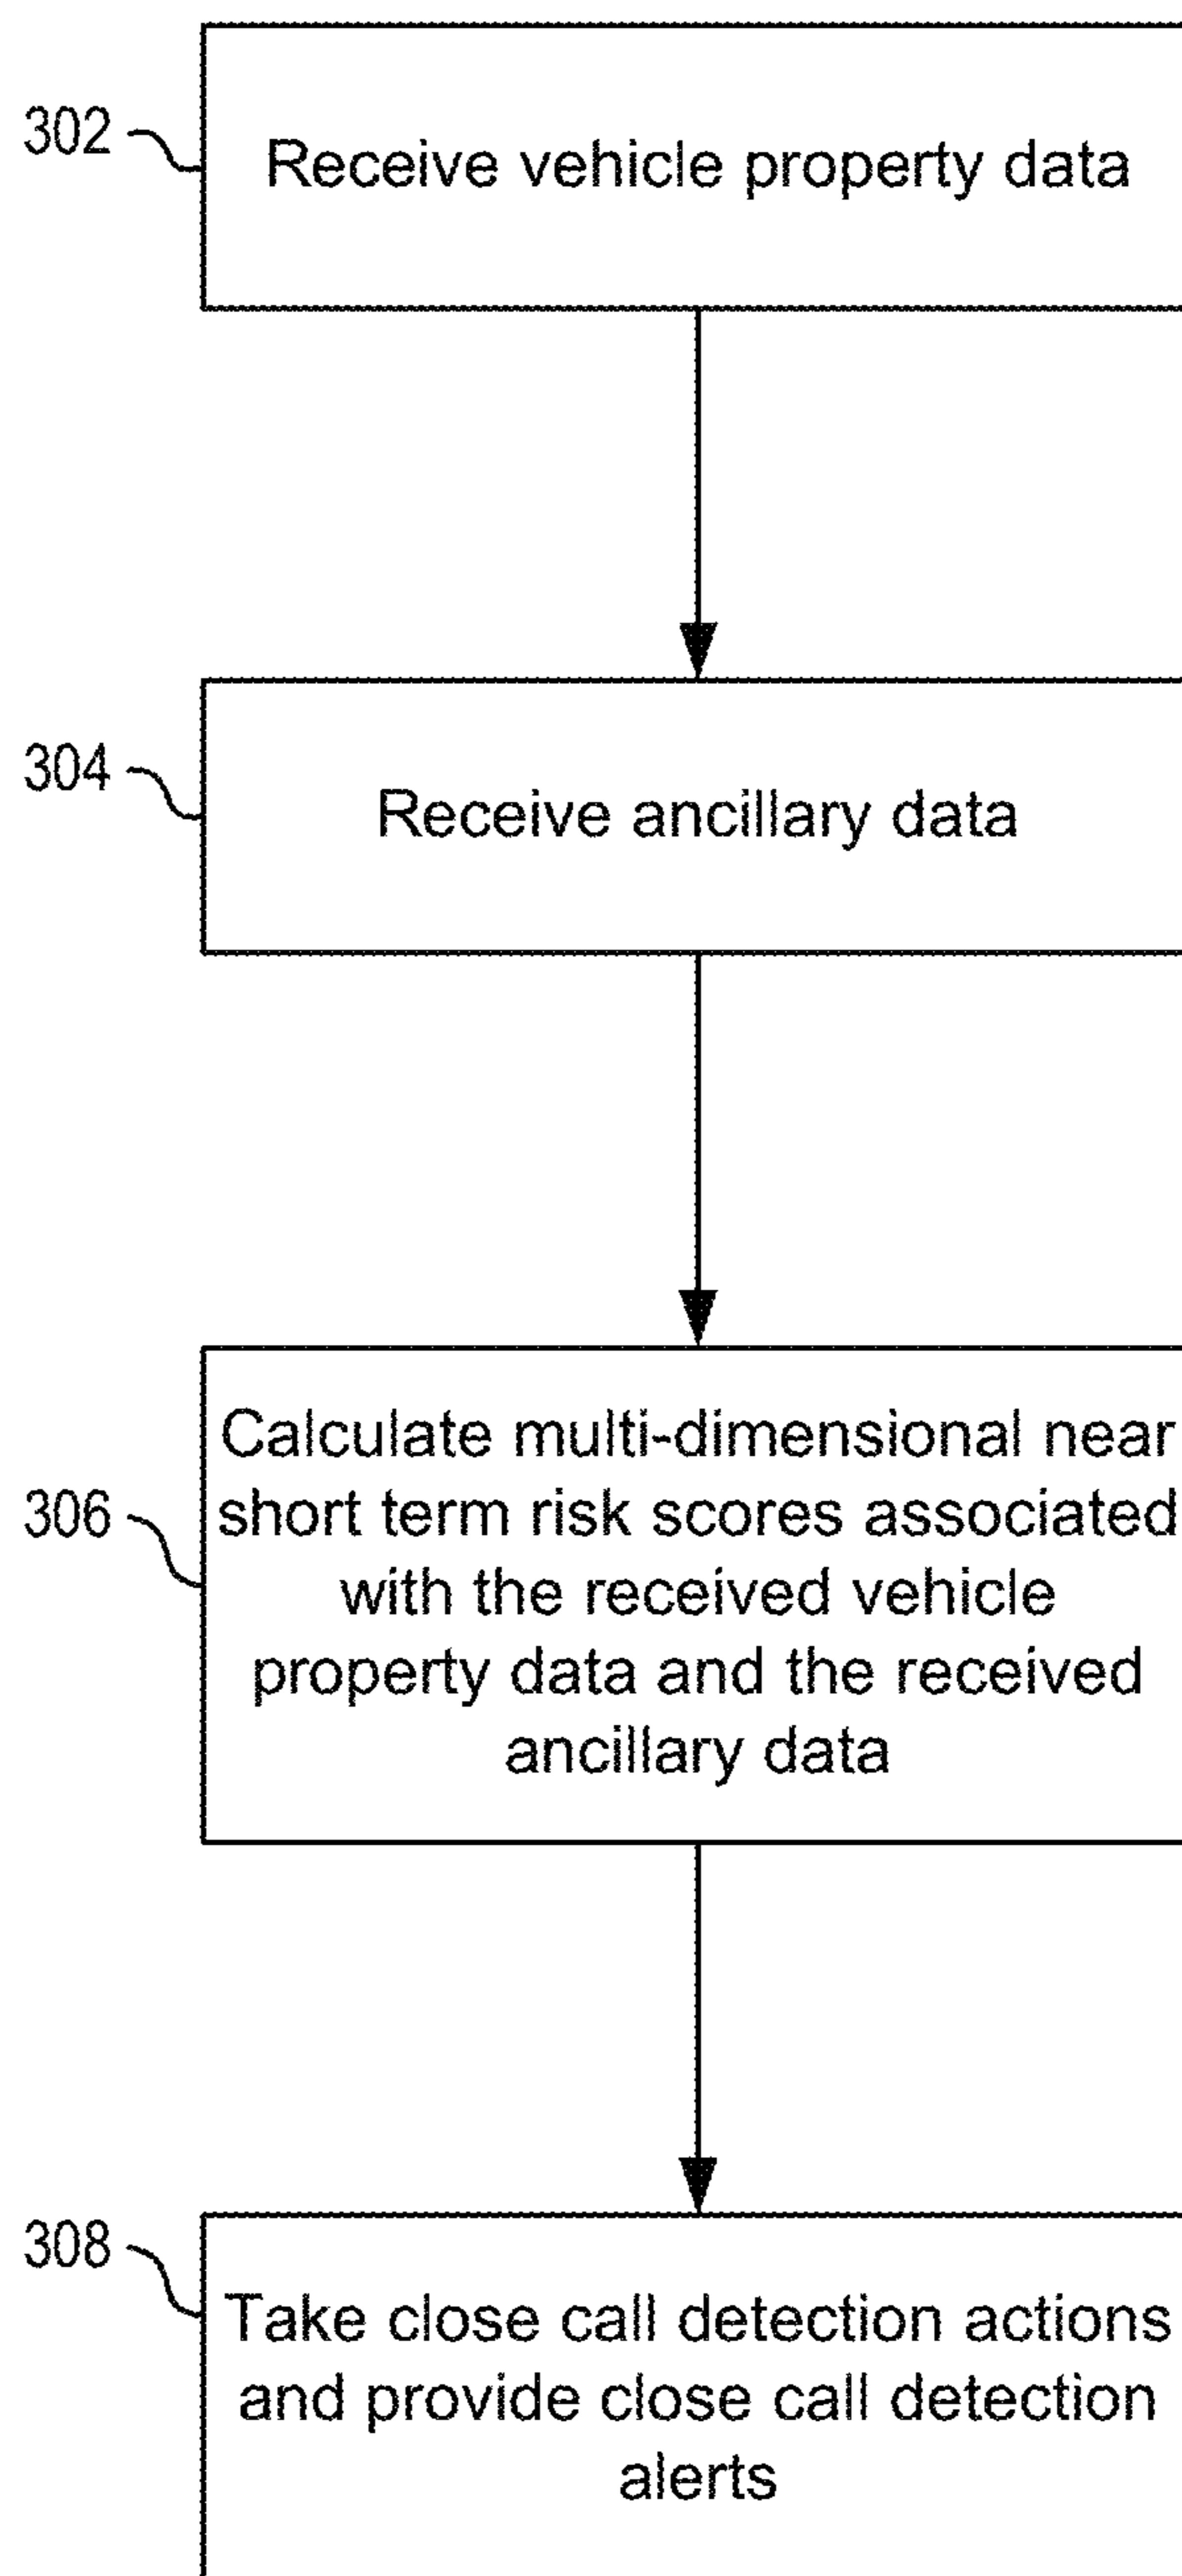 302
Receive vehicle property data
304
Receive ancillary data
306
Calculate multi-dimensional near
short term risk scores associated
with the received vehicle
property data and the received
ancillary data
308
Take close call detection actions
and provide close call detection
alerts